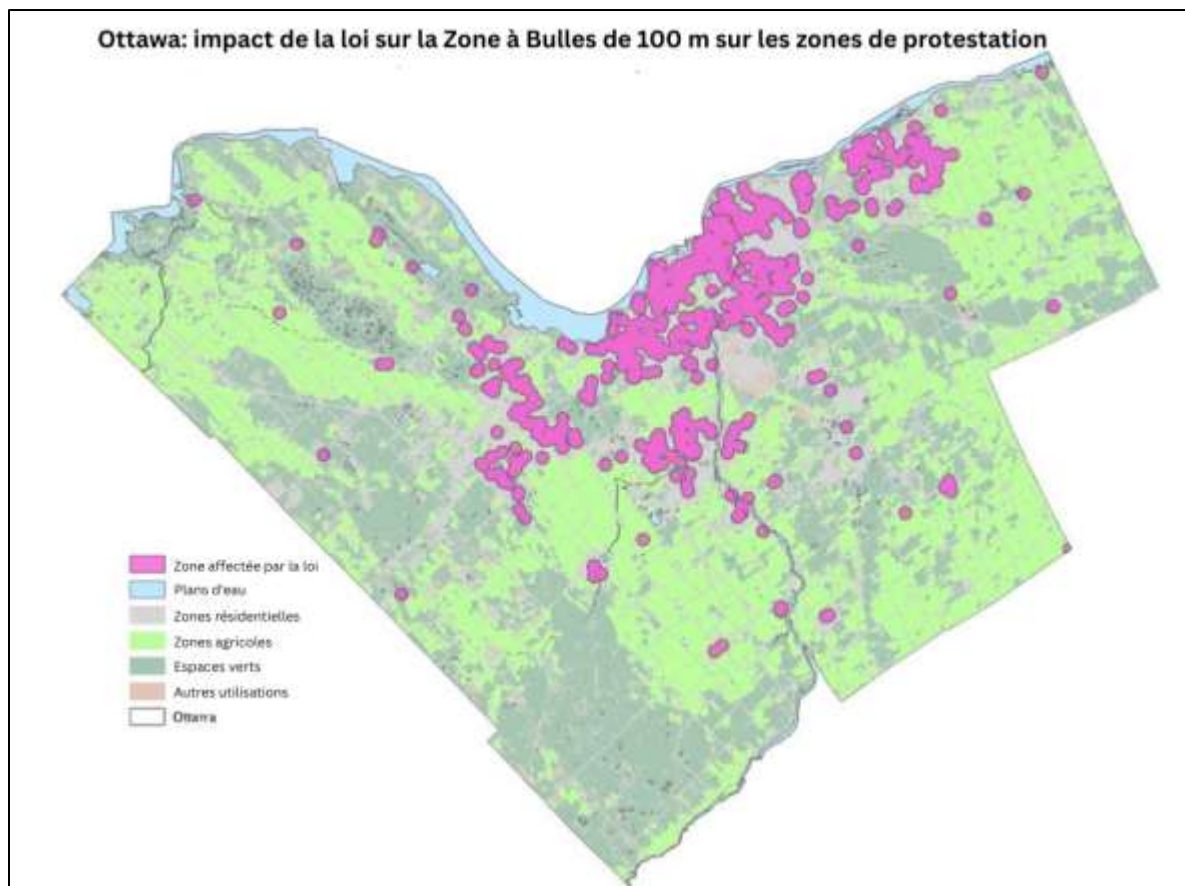 Ottawa: impact de la loi sur la Zone à Bulles de 100 m sur les zones de protestation
Zone affectée par la loi
Plans d'eau
Zones résidentielles
Zones agricoles
Espaces verts
Autres utilisations
Ottarra